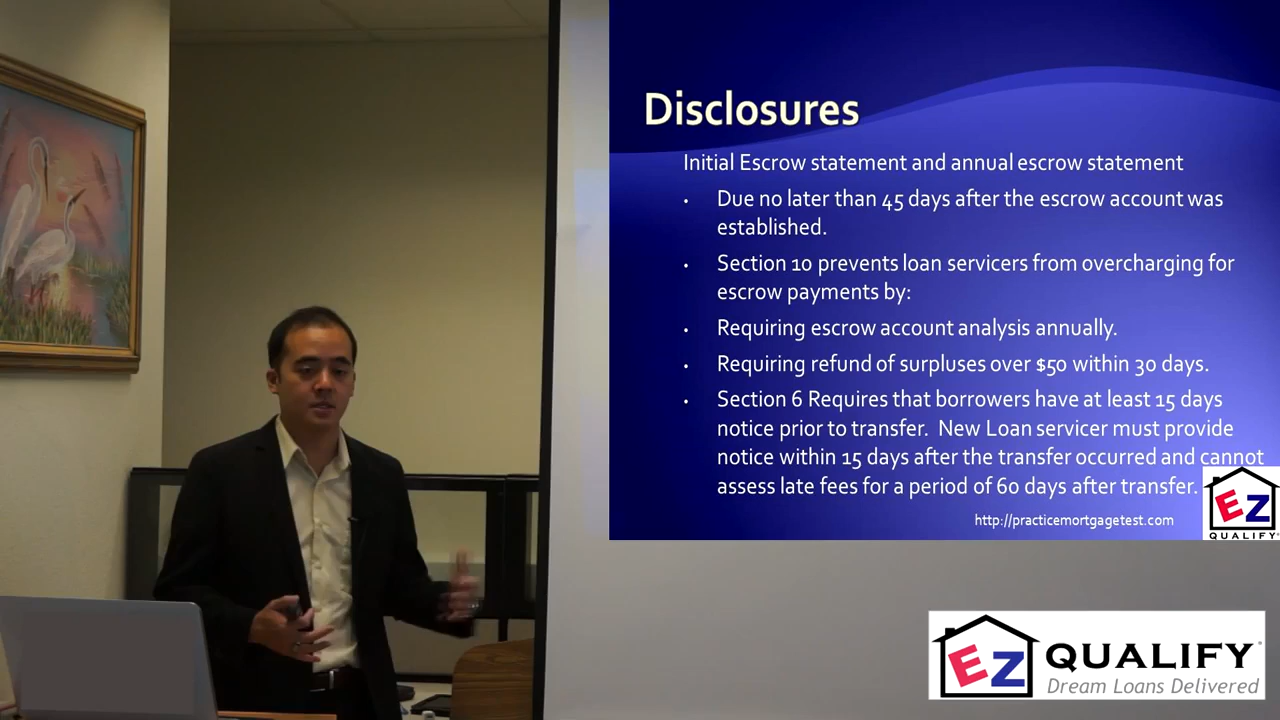 Disclosures
Initial Escrow statement and annual escrow statement
• Due no later than 45 days after the escrow account was
established.
• Section 10 prevents loan servicers from overcharging for
escrow payments by:
• Requiring escrow account analysis annually.
• Requiring refund of surpluses over $50 within 30 days.
• Section 6 Requires that borrowers have at least 15 days
notice prior to transfer. New Loan servicer must provide
notice within 15 days after the transfer occurred and cannot
assess late fees for a period of 60 days after transfer.
http://practicemortgagetest.com
EZ
QUALIFY
EZ QUALIFY
Dream Loans Delivered